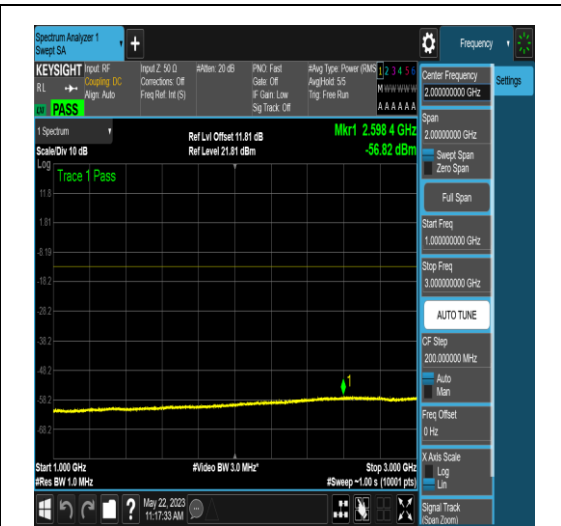 Spectrum Analyzer 1
Swept SA
+
Frequency
KEYSIGHT
RL
PASS
Input: RF
Coupling: DC
Align: Auto
Input Z: 50 Ω
Corrections: Off
Freq Ref: Int (S)
#Atten: 20 dB
PNO: Fast
Gate: Off
IF Gain: Low
Sig Track: Off
#Avg Type: Power (RMS
Avg|Hold: 5/5
Trig: Free Run
1 2 3 4 5 6
M W W W W W
A A A A A A
Center Frequency
2.000000000 GHz
Settings
Span
2.00000000 GHz
Swept Span
Zero Span
Full Span
Start Freq
1.000000000 GHz
Stop Freq
3.000000000 GHz
AUTO TUNE
CF Step
200.000000 MHz
Auto
Man
Freq Offset
0 Hz
X Axis Scale
Log
Lin
Signal Track
(Span Zoom)
1 Spectrum
Scale/Div 10 dB
Ref Lvl Offset 11.81 dB
Ref Level 21.81 dBm
Mkr1 2.598 4 GHz
-56.82 dBm
Log
Trace 1 Pass
11.8
1.81
-8.19
-18.2
-28.2
-38.2
-48.2
-58.2
-68.2
1
Start 1.000 GHz
#Res BW 1.0 MHz
#Video BW 3.0 MHz*
Stop 3.000 GHz
#Sweep ~1.00 s (10001 pts)
?
May 22, 2023
11:17:33 AM